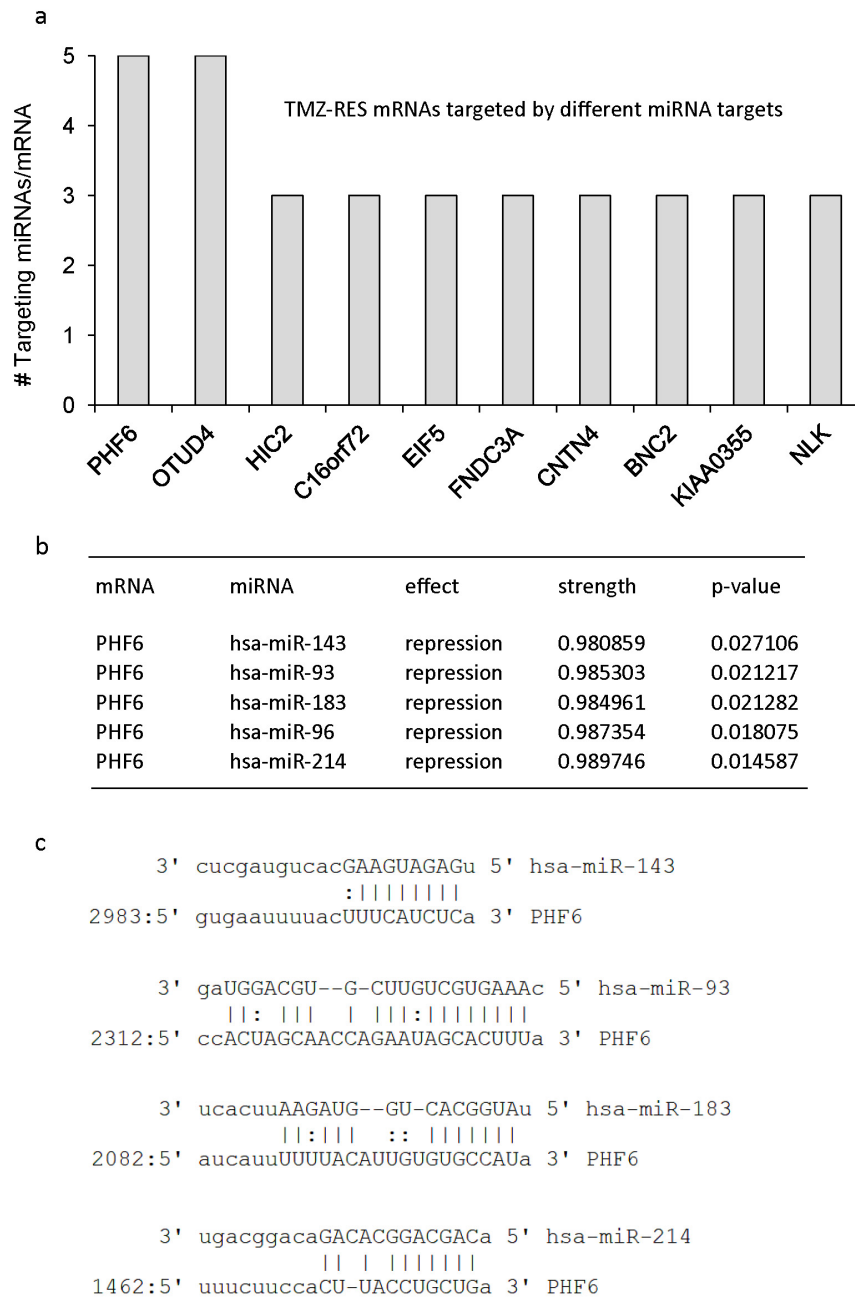 a
5
4
3
2
1
0
# Targeting miRNAs/mRNA
TMZ-RES mRNAs targeted by different miRNA targets
PHF6 OTUD4 HIC2 C16orf72 EIF5 FNDC3A CNTN4 BNC2 KIAA0355 NLK
b
mRNA miRNA effect strength p-value
PHF6 hsa-miR-143 repression 0.980859 0.027106
PHF6 hsa-miR-93 repression 0.985303 0.021217
PHF6 hsa-miR-183 repression 0.984961 0.021282
PHF6 hsa-miR-96 repression 0.987354 0.018075
PHF6 hsa-miR-214 repression 0.989746 0.014587
c
3' cucgaugucacGAAGUAGAGu 5' hsa-miR-143
:||||||||
2983:5' gugaauuuuacUUUCAUCUCa 3' PHF6
3' gaUGGACGU--G-CUUGUCGUGAAAc 5' hsa-miR-93
||: ||| | |||:||||||||
2312:5' ccACUAGCAACCAGAAUAGCACUUUa 3' PHF6
3' ucacuuAAGAUG--GU-CACGGUAu 5' hsa-miR-183
||:||| :: |||||||
2082:5' aucauuUUUUACAUUGUGUGCCAUa 3' PHF6
3' ugacggacaGACACGGACGACa 5' hsa-miR-214
|| | |||||||
1462:5' uuucuuccaCU-UACCUGCUGa 3' PHF6